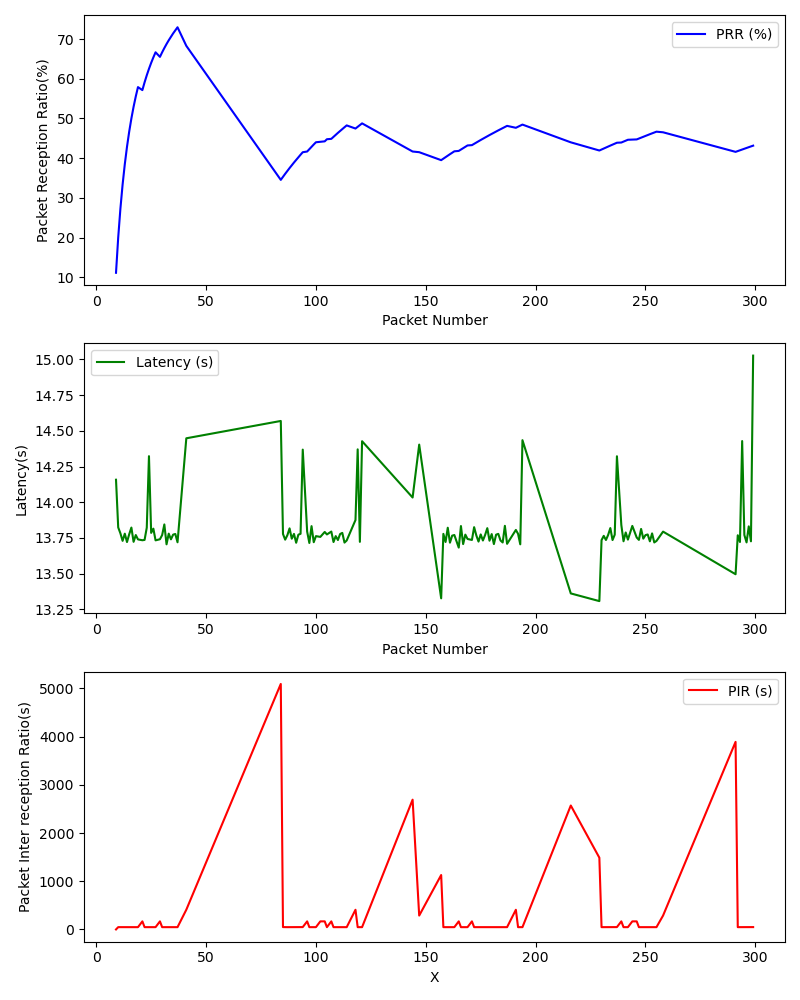 PRR (%)
70
60
50
40
30
20
10
Packet Reception Ratio(%)
0 50 100 150 200 250 300
Packet Number
Latency (s)
15.00
14.75
14.50
14.25
14.00
13.75
13.50
13.25
Latency(s)
0 50 100 150 200 250 300
Packet Number
PIR (s)
5000
4000
3000
2000
1000
0
Packet Inter reception Ratio(s)
0 50 100 150 200 250 300
X